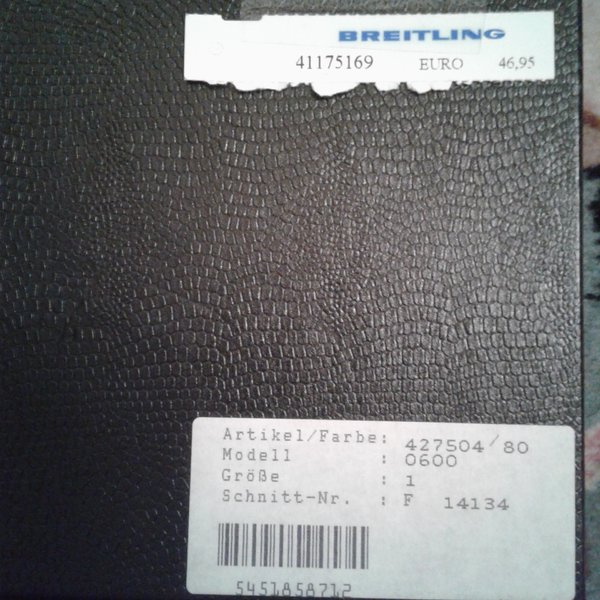 BREITLING
41175169 EURO 46,95
Artikel/Farbe: 427504/80
Modell : 0600
Größe : 1
Schnitt-Nr. : F 14134
5451858712